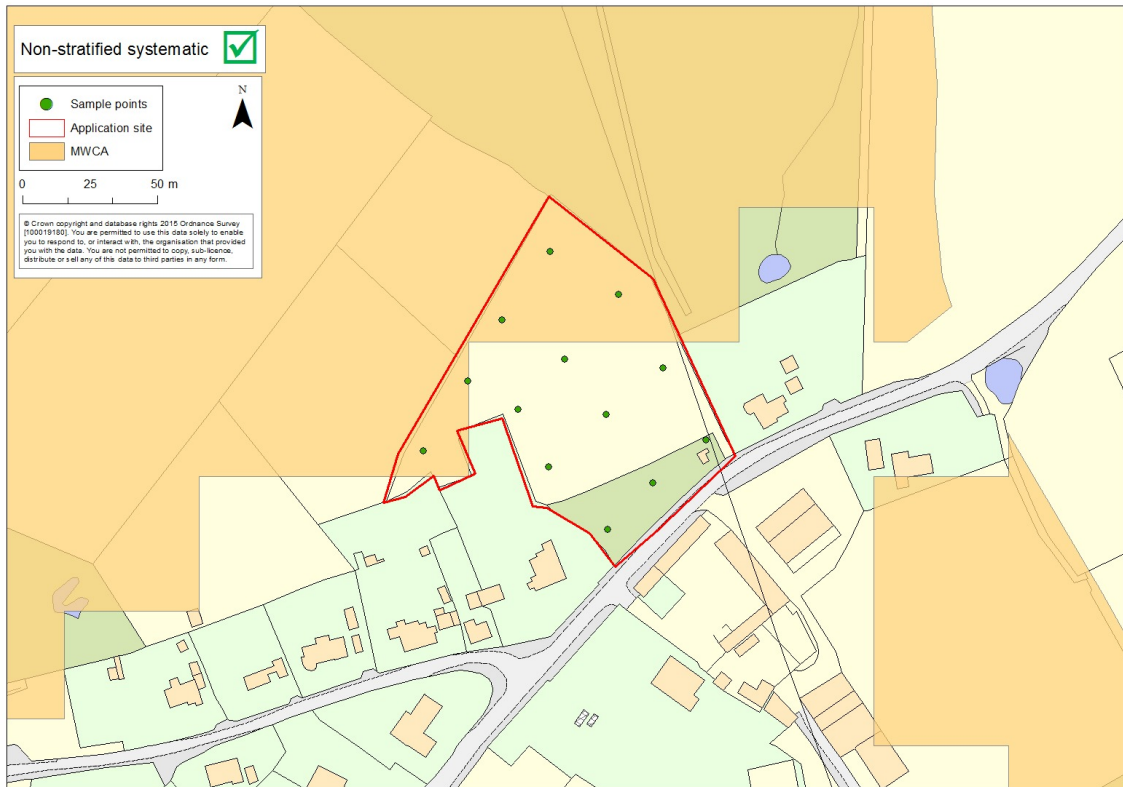 Non-stratified systematic
N
Sample points
Application site
MWCA
0 25 50 m
© Crown copyright and database rights 2015 Ordnance Survey
[100019180]. You are permitted to use this data solely to enable
you to respond to, or interact with, the organisation that provided
you with the data. You are not permitted to copy, sub-licence,
distribute or sell any of this data to third parties in any form.